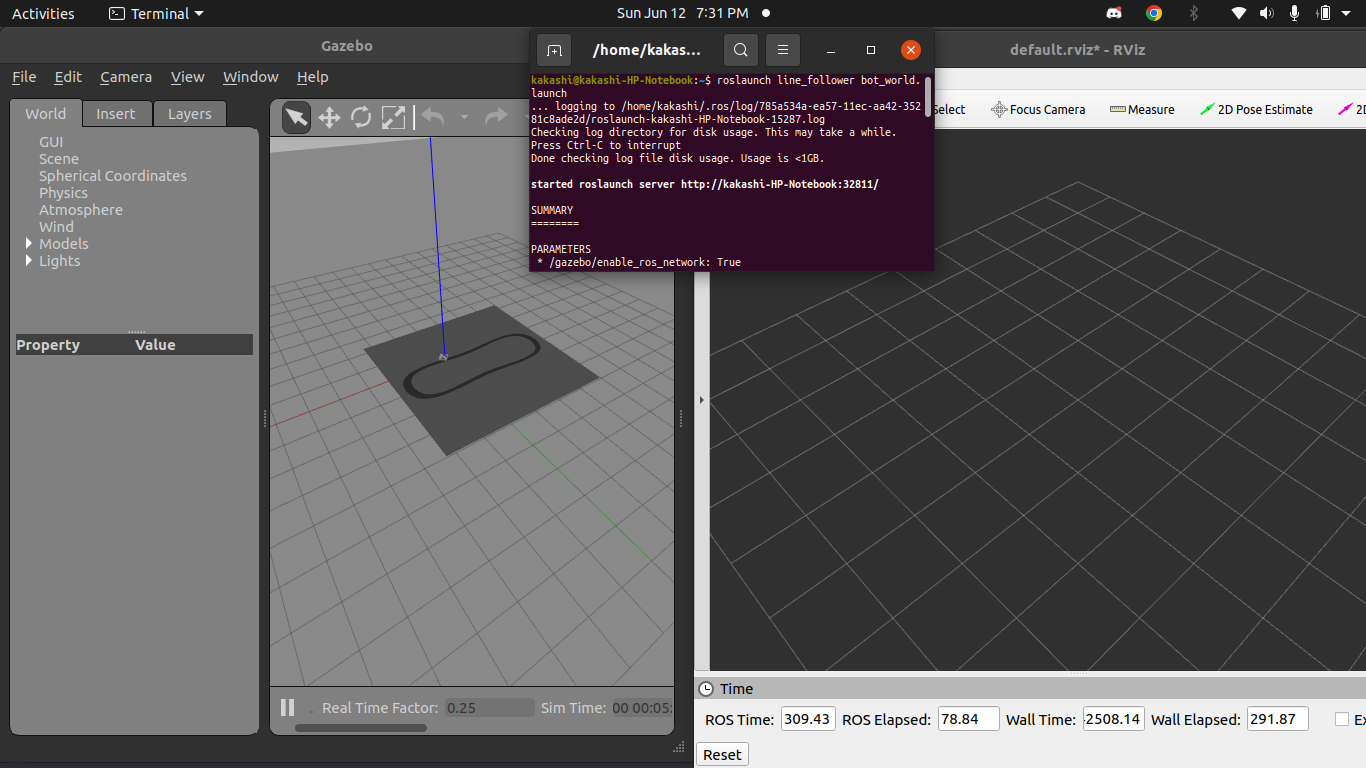 Activities
Terminal
Sun Jun 12 7:31 PM
Gazebo
File Edit Camera View Window Help
World Insert Layers
GUI
Scene
Spherical Coordinates
Physics
Atmosphere
Wind
Models
Lights
Property Value
Real Time Factor: 0.25 Sim Time: 00 00:05:
/home/kakas...
kakashi@kakashi-HP-Notebook:~$ roslaunch line_follower bot_world.
launch
... logging to /home/kakashi/.ros/log/785a534a-ea57-11ec-aa42-352
81c8ade2d/roslaunch-kakashi-HP-Notebook-15287.log
Checking log directory for disk usage. This may take a while.
Press Ctrl-C to interrupt
Done checking log file disk usage. Usage is <1GB.
started roslaunch server http://kakashi-HP-Notebook:32811/
SUMMARY
========
PARAMETERS
* /gazebo/enable_ros_network: True
default.rviz* - RViz
elect Focus Camera Measure 2D Pose Estimate 2D
Time
ROS Time: 309.43 ROS Elapsed: 78.84 Wall Time: -2508.14 Wall Elapsed: 291.87 Ex
Reset